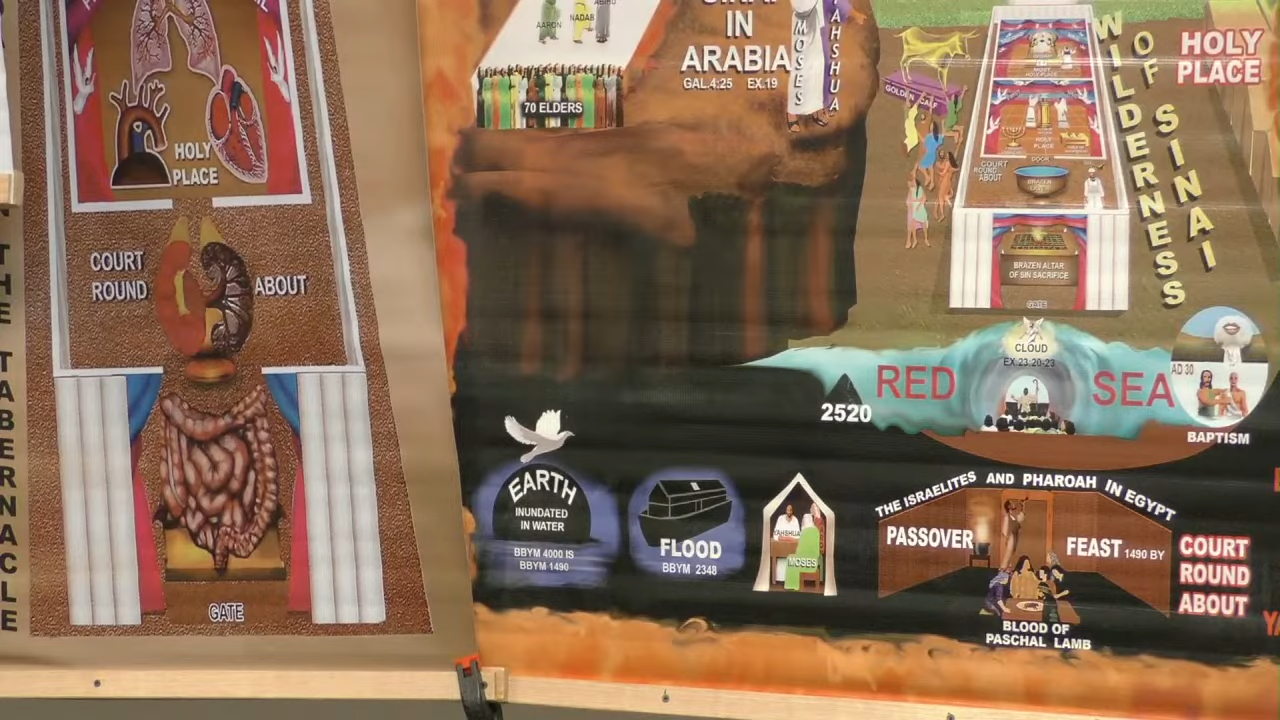 HOLY
PLACE
COURT
ROUND
ABOUT
GATE
THE TABERNACLE
AARON
NADAB
ABIHU
70 ELDERS
SINAI
IN
ARABIA
GAL.4:25 EX.19
MOSES
YAHSHUA
GOLDEN CALF
HOLY PLACE
COURT
ROUND
ABOUT
DOOR
BRAZEN ALTAR
OF SIN SACRIFICE
GATE
WILDERNESS
OF SINAI
HOLY
PLACE
CLOUD
EX 23:20-23
RED SEA
2520
AD 30
BAPTISM
EARTH
INUNDATED
IN WATER
BBYM 4000 IS
BBYM 1490
FLOOD
BBYM 2348
YAHSHUA
MOSES
THE ISRAELITES AND PHAROAH IN EGYPT
PASSOVER FEAST 1490 BY
BLOOD OF
PASCHAL LAMB
COURT
ROUND
ABOUT